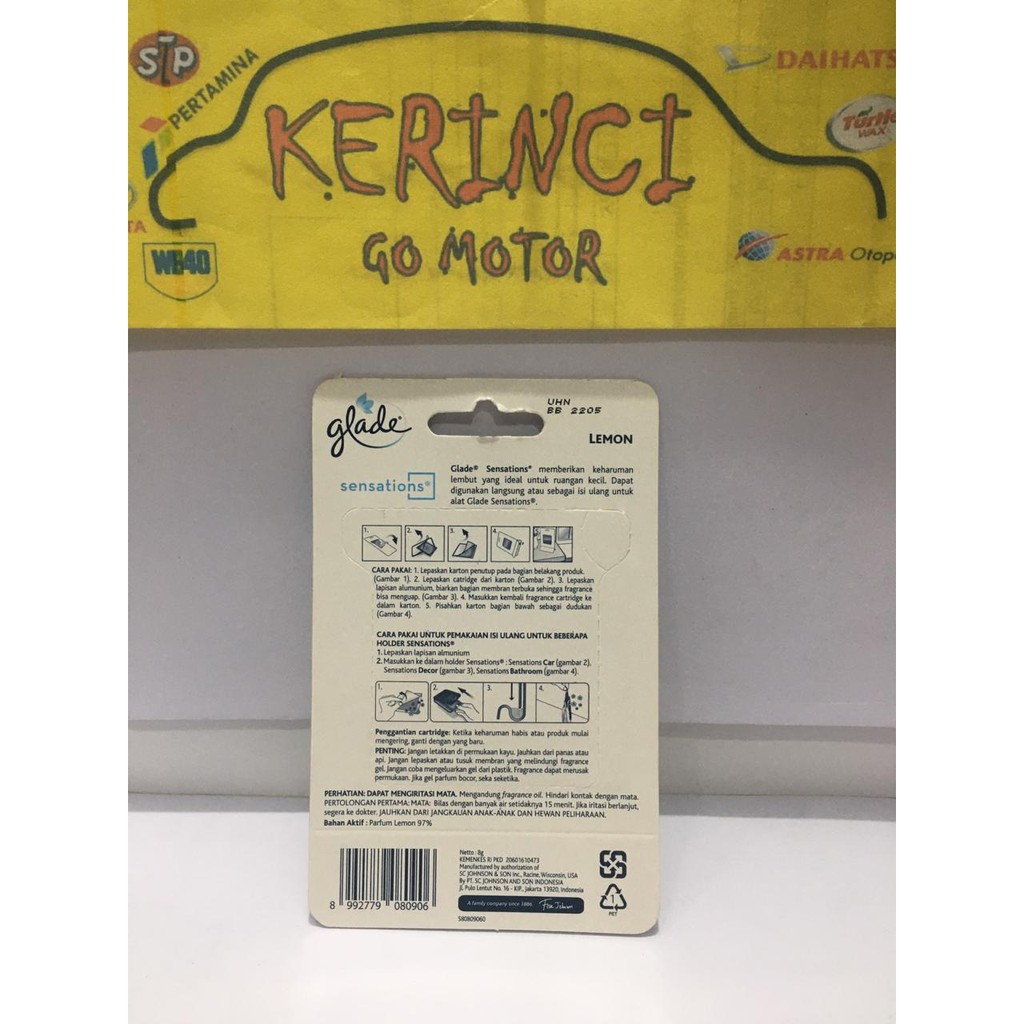 STP
PERTAMINA
DAIHATS
KERINCI
Turtle
WAX
TA
GO MOTOR
WD40
ASTRA Otop
glade®
UHN
BB 2205
LEMON
sensations®
Glade® Sensations® memberikan keharuman
lembut yang ideal untuk ruangan kecil. Dapat
digunakan langsung atau sebagai isi ulang untuk
alat Glade Sensations®.
1. 2. 3. 4.
CARA PAKAI: 1. Lepaskan karton penutup pada bagian belakang produk.
(Gambar 1). 2. Lepaskan catridge dari karton (Gambar 2). 3. Lepaskan
lapisan alumunium, biarkan bagian membran terbuka sehingga fragrance
bisa menguap. (Gambar 3). 4. Masukkan kembali fragrance cartridge ke
dalam karton. 5. Pisahkan karton bagian bawah sebagai dudukan
(Gambar 4).
CARA PAKAI UNTUK PEMAKAIAN ISI ULANG UNTUK BEBERAPA
HOLDER SENSATIONS®
1. Lepaskan lapisan almunium
2. Masukkan ke dalam holder Sensations® : Sensations Car (gambar 2),
Sensations Decor (gambar 3), Sensations Bathroom (gambar 4).
1. 2. 3. 4.
Penggantian cartridge: Ketika keharuman habis atau produk mulai
mengering, ganti dengan yang baru.
PENTING: Jangan letakkan di permukaan kayu. Jauhkan dari panas atau
api. Jangan lepaskan atau tusuk membran yang melindungi fragrance
gel. Jangan coba mengeluarkan gel dari plastik. Fragrance dapat merusak
permukaan. Jika gel parfum bocor, seka seketika.
PERHATIAN: DAPAT MENGIRITASI MATA. Mengandung fragrance oil. Hindari kontak dengan mata.
PERTOLONGAN PERTAMA: MATA: Bilas dengan banyak air setidaknya 15 menit. Jika iritasi berlanjut,
segera ke dokter. JAUHKAN DARI JANGKAUAN ANAK-ANAK DAN HEWAN PELIHARAAN.
Bahan Aktif : Parfum Lemon 97%
Netto : 8g
KEMENKES RI PKD 20601610473
Manufactured by authorisation of
SC JOHNSON & SON Inc., Racine, Wisconsin, USA
By PT. SC JOHNSON AND SON INDONESIA
Jl. Pulo Lentut No. 16 - KIP., Jakarta 13920, Indonesia
A family company since 1886.
8 992779 080906
580809060
1
PET